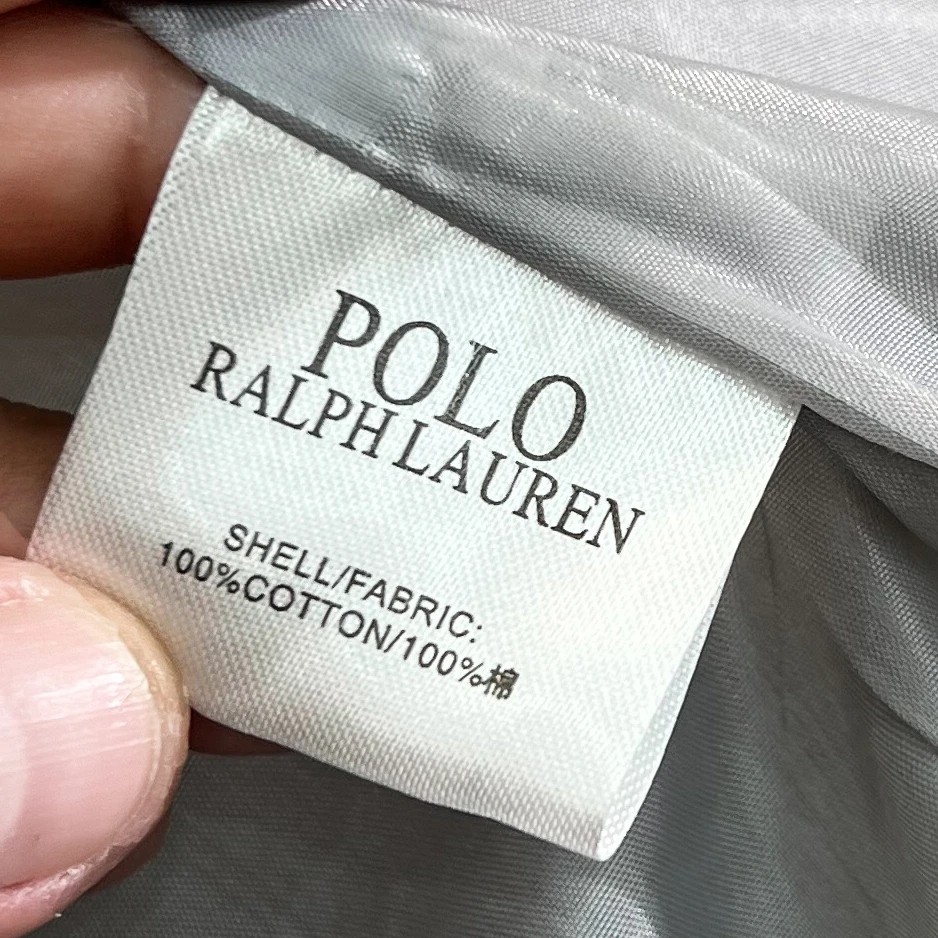 POLO
RALPH LAUREN
SHELL/FABRIC:
100%COTTON/100%棉